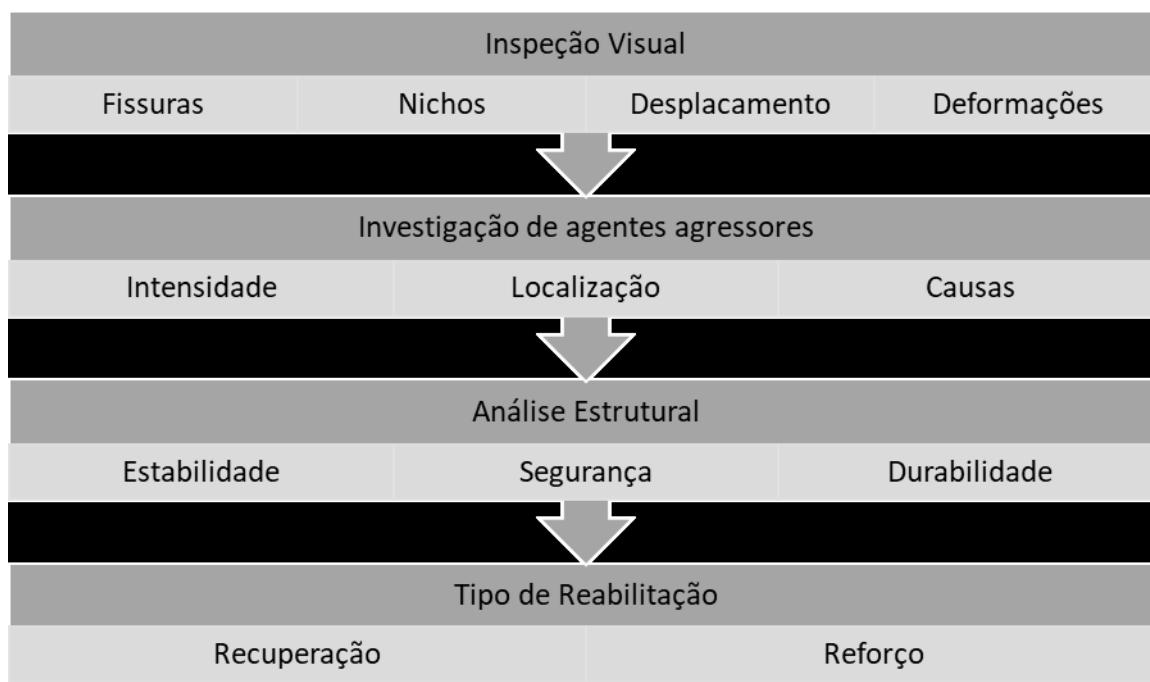 Inspeção Visual
Fissuras Nichos Desplacamento Deformações
Investigação de agentes agressores
Intensidade Localização Causas
Análise Estrutural
Estabilidade Segurança Durabilidade
Tipo de Reabilitação
Recuperação Reforço